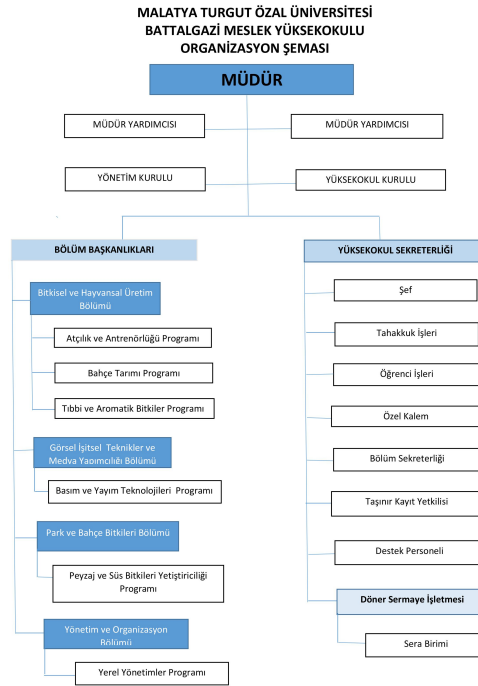 MALATYA TURGUT ÖZAL ÜNİVERSİTESİ
BATTALGAZİ MESLEK YÜKSEKOKULU
ORGANİZASYON ŞEMASI
MÜDÜR
MÜDÜR YARDIMCISI
MÜDÜR YARDIMCISI
YÖNETİM KURULU
YÜKSEKOKUL KURULU
BÖLÜM BAŞKANLIKLARI
Bitkisel ve Hayvansal Üretim
Bölümü
Atçılık ve Antrenörlüğü Programı
Bahçe Tarımı Programı
Tıbbi ve Aromatik Bitkiler Programı
Görsel İşitsel Teknikler ve
Medya Yapımcılığı Bölümü
Basım ve Yayım Teknolojileri Programı
Park ve Bahçe Bitkileri Bölümü
Peyzaj ve Süs Bitkileri Yetiştiriciliği
Programı
Yönetim ve Organizasyon
Bölümü
Yerel Yönetimler Programı
YÜKSEKOKUL SEKRETERLİĞİ
Şef
Tahakkuk İşleri
Öğrenci İşleri
Özel Kalem
Bölüm Sekreterliği
Taşınır Kayıt Yetkilisi
Destek Personeli
Döner Sermaye İşletmesi
Sera Birimi